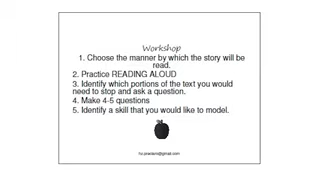 Workshop
1. Choose the manner by which the story will be
read.
2. Practice READING ALOUD
3. Identify which portions of the text you would
need to stop and ask a question.
4. Make 4-5 questions
5. Identify a skill that you would like to model.